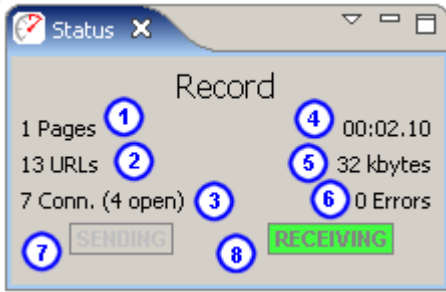 Status
Record
1 Pages 1 4 00:02.10
13 URLs 2 5 32 kbytes
7 Conn. (4 open) 3 6 0 Errors
7 SENDING 8 RECEIVING